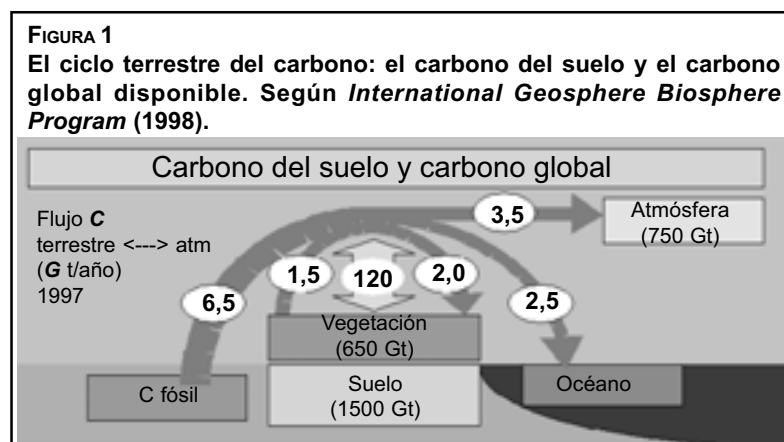 FIGURA 1
El ciclo terrestre del carbono: el carbono del suelo y el carbono
global disponible. Según International Geosphere Biosphere
Program (1998).
Carbono del suelo y carbono global
Flujo C
terrestre <---> atm
(G t/año)
1997
3,5
Atmósfera
(750 Gt)
6,5
1,5
120
2,0
2,5
Vegetación
(650 Gt)
C fósil
Suelo
(1500 Gt)
Océano